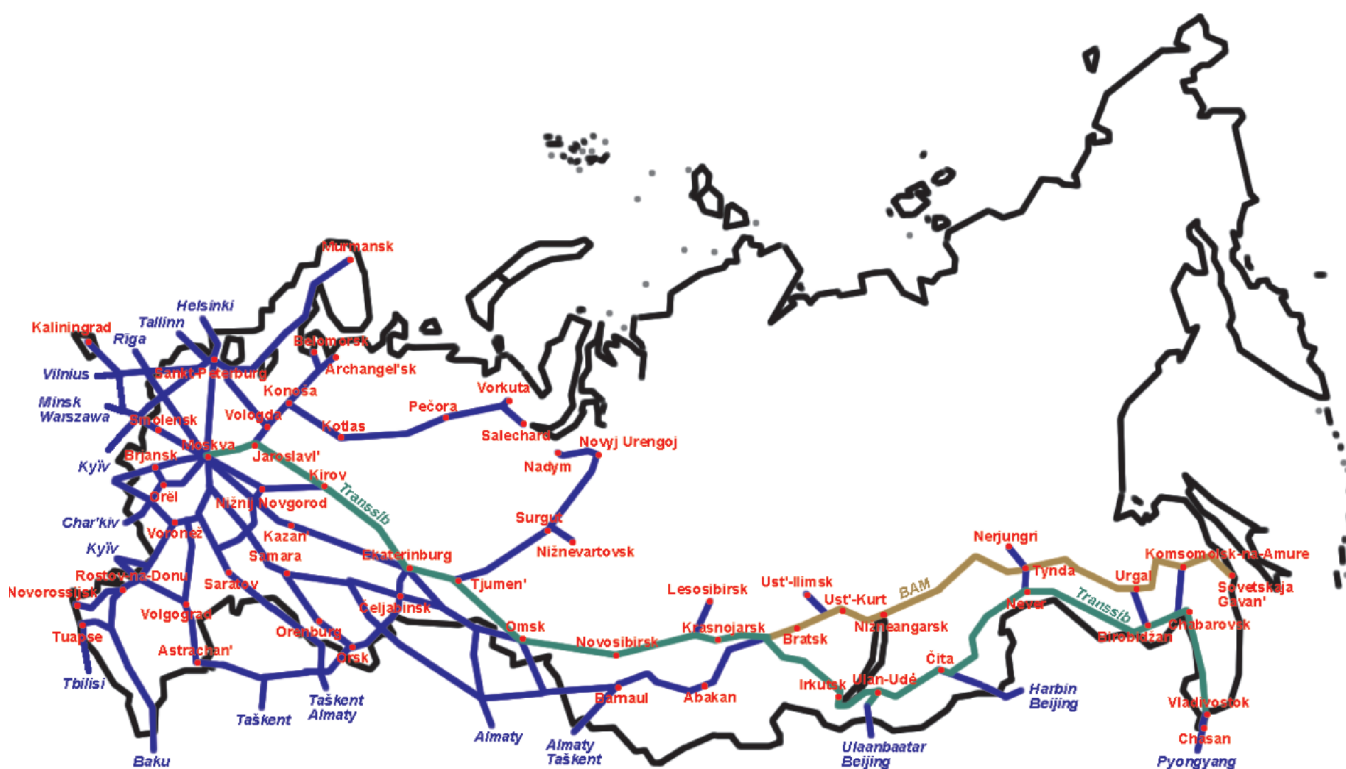 Murmansk
Helsinki
Tallinn
Kaliningrad
Rīga
Belomorsk
Archangel'sk
Sankt-Peterburg
Vilnius
Konoša
Vorkuta
Minsk
Warszawa
Pečora
Smolensk
Vologda
Kotlas
Salechard
Moskva
Jaroslavl'
Novyj Urengoj
Brjansk
Kyïv
Nadym
Kirov
Orël
Nižnij Novgorod
Transsib
Char'kiv
Voronež
Kazan'
Surgut
Nižnevartovsk
Kyïv
Samara
Ekaterinburg
Nerjungri
Komsomolsk-na-Amure
Rostov-na-Donu
Saratov
Tjumen'
Ust'-Ilimsk
BAM
Tynda
Urgal
Novorossijsk
Lesosibirsk
Sovetskaja
Gavan'
Volgograd
Čeljabinsk
Ust'-Kurt
Never
Transsib
Tuapse
Orenburg
Omsk
Krasnojarsk
Bratsk
Nižneangarsk
Birobidžan
Chabarovsk
Novosibirsk
Astrachan'
Orsk
Tbilisi
Čita
Barnaul
Abakan
Irkutsk
Ulan-Udė
Taškent
Taškent
Almaty
Harbin
Beijing
Vladivostok
Almaty
Almaty
Taškent
Ulaanbaatar
Beijing
Chasan
Baku
Pyongyang